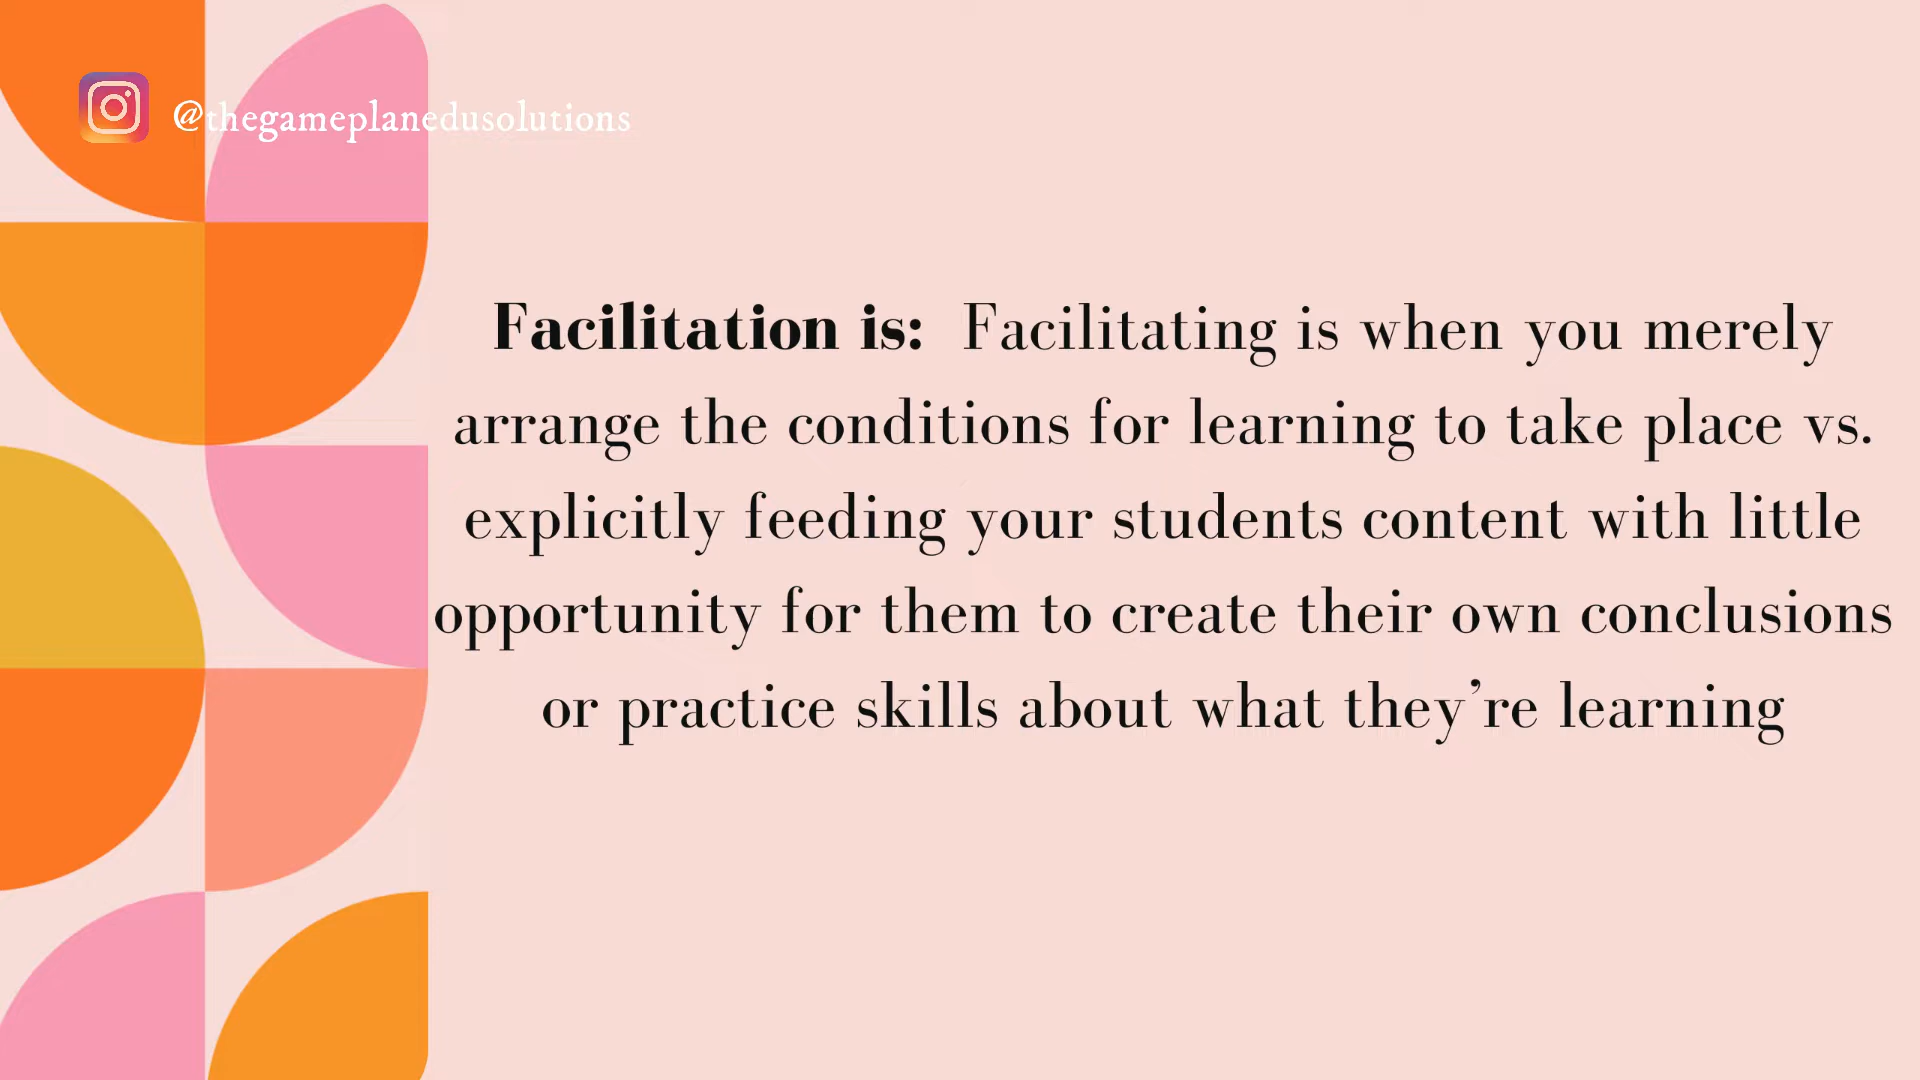 @thegameplanedusolutions
Facilitation is: Facilitating is when you merely
arrange the conditions for learning to take place vs.
explicitly feeding your students content with little
opportunity for them to create their own conclusions
or practice skills about what they’re learning